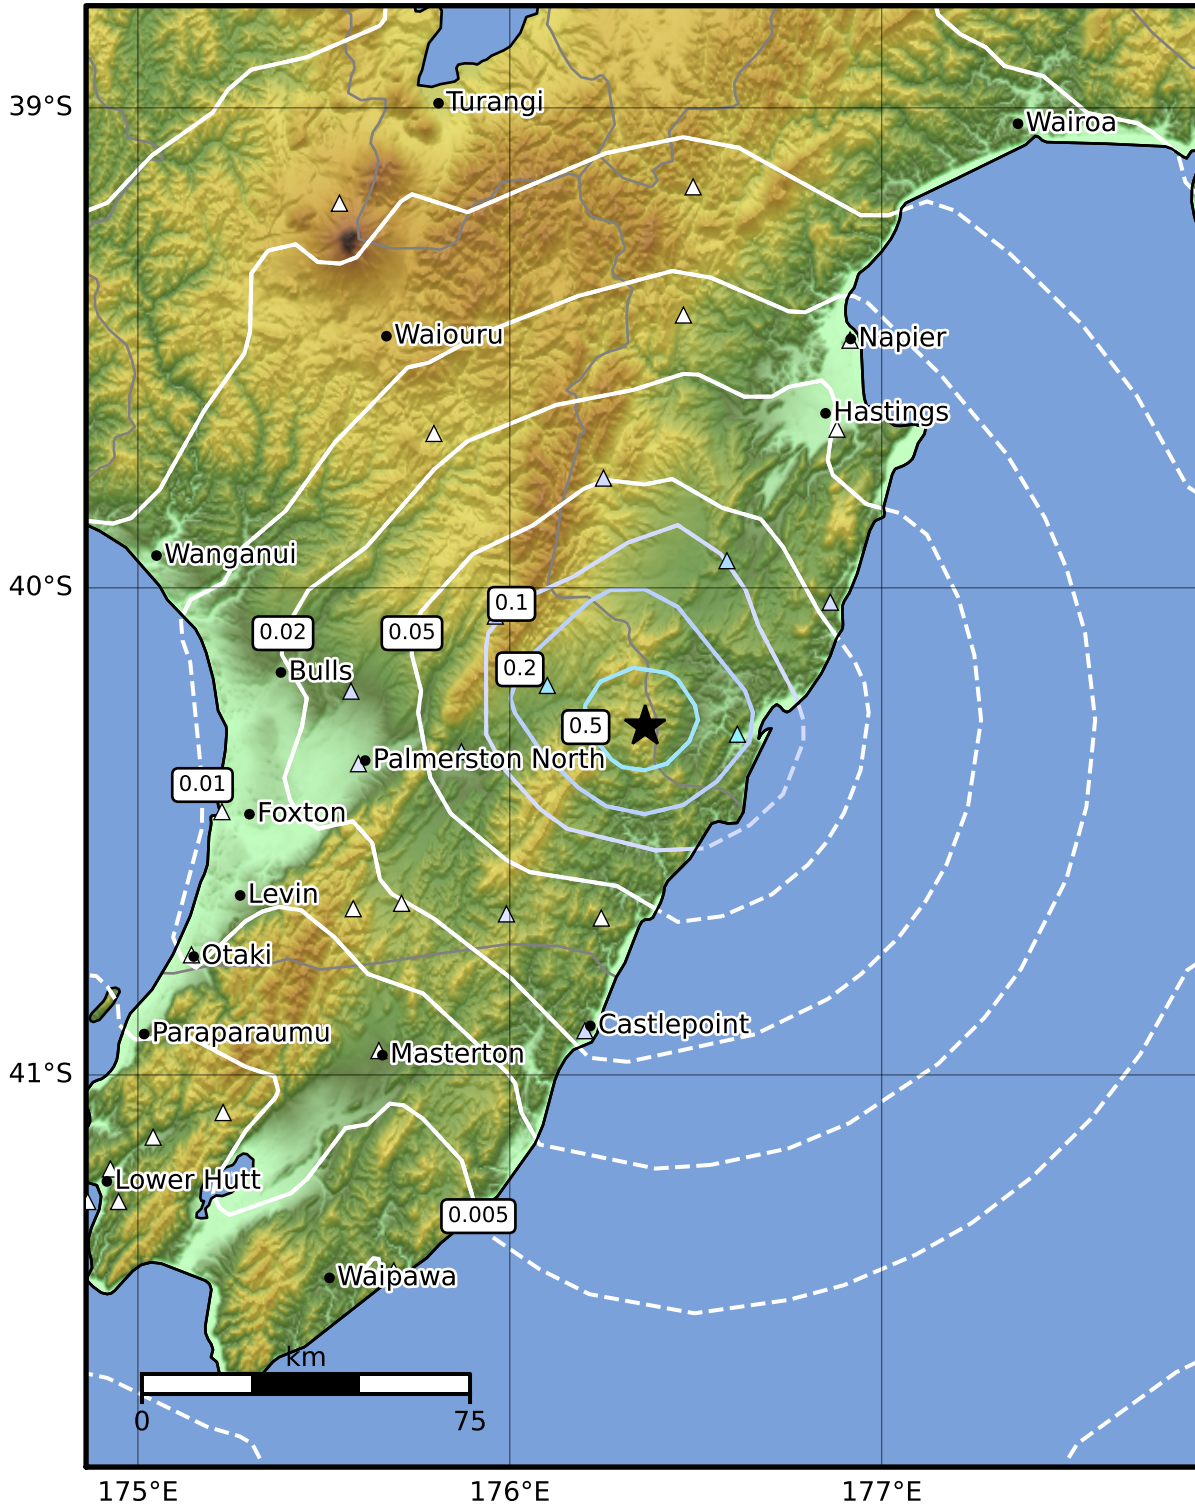 Turangi
39°S
Wairoa
Waiouru
Napier
Hastings
Wanganui
40°S
0.1
0.02
0.05
0.2
Bulls
0.5
Palmerston North
0.01
Foxton
Levin
Otaki
Castlepoint
Paraparaumu
Masterton
41°S
Lower Hutt
0.005
Waipawa
km
0
75
175°E
176°E
177°E